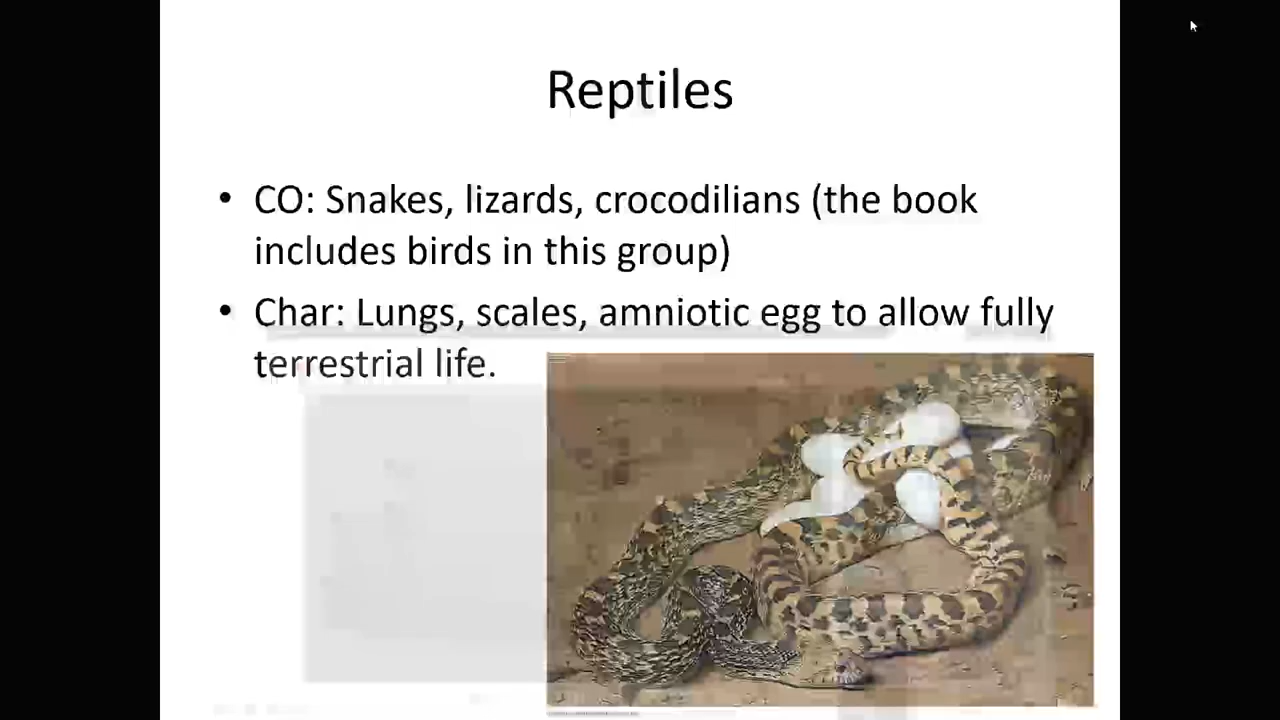 Reptiles
• CO: Snakes, lizards, crocodilians (the book
includes birds in this group)
• Char: Lungs, scales, amniotic egg to allow fully
terrestrial life.